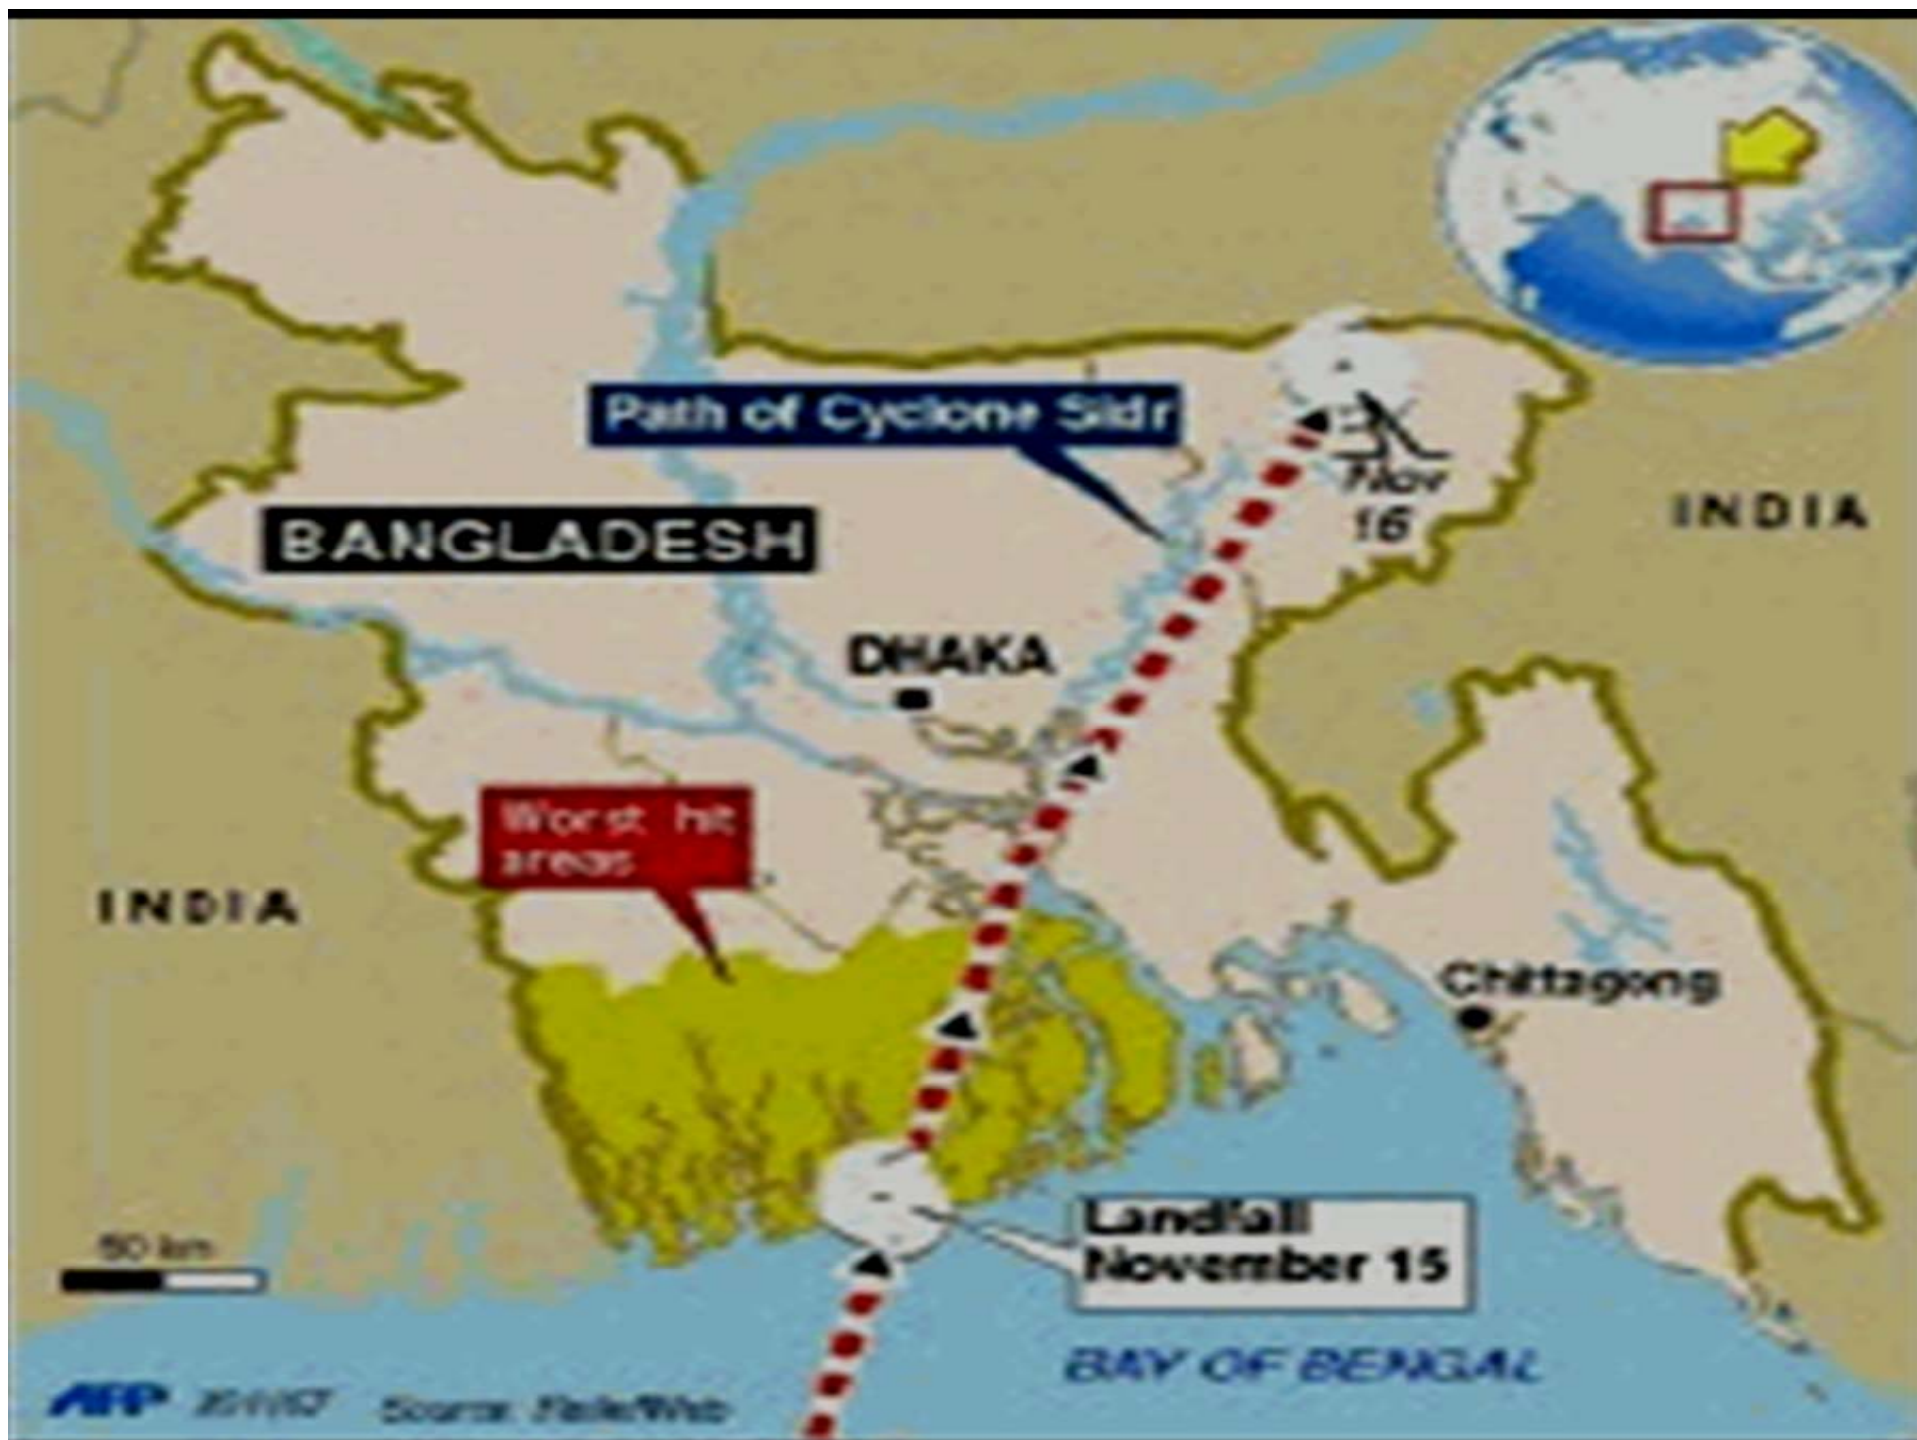 Path of Cyclone Sidr
Nov
16
INDIA
BANGLADESH
DHAKA
Worst hit
areas
INDIA
Chittagong
Landfall
November 15
50 km
BAY OF BENGAL
AFP
Source: